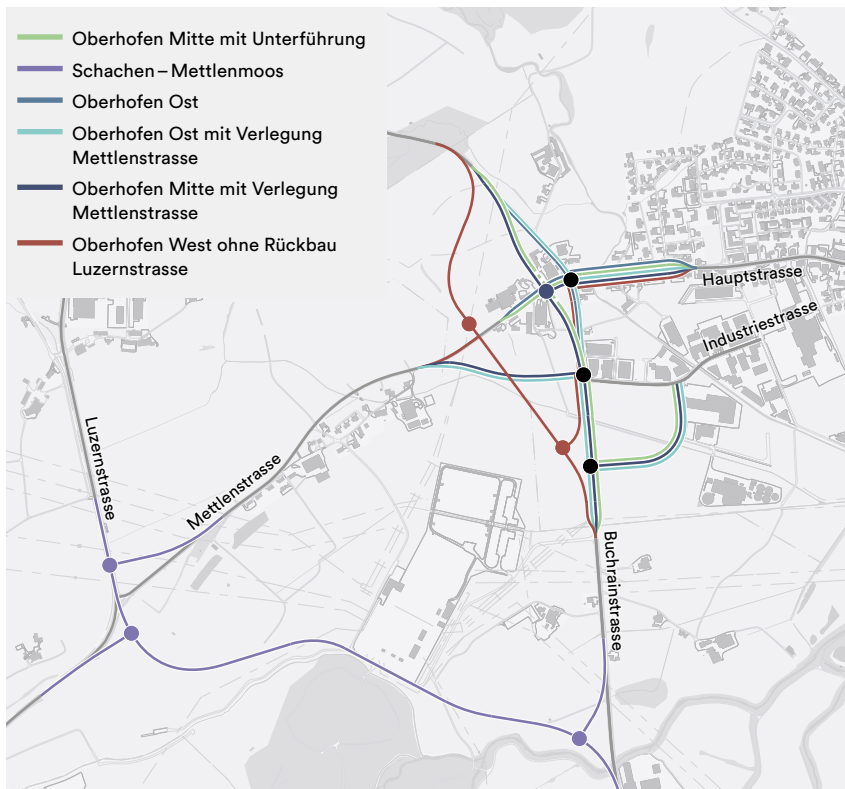 Oberhofen Mitte mit Unterführung
Schachen – Mettlenmoos
Oberhofen Ost
Oberhofen Ost mit Verlegung
Mettlenstrasse
Oberhofen Mitte mit Verlegung
Mettlenstrasse
Oberhofen West ohne Rückbau
Luzernstrasse
Hauptstrasse
Industriestrasse
Luzernstrasse
Mettlenstrasse
Buchrainstrasse